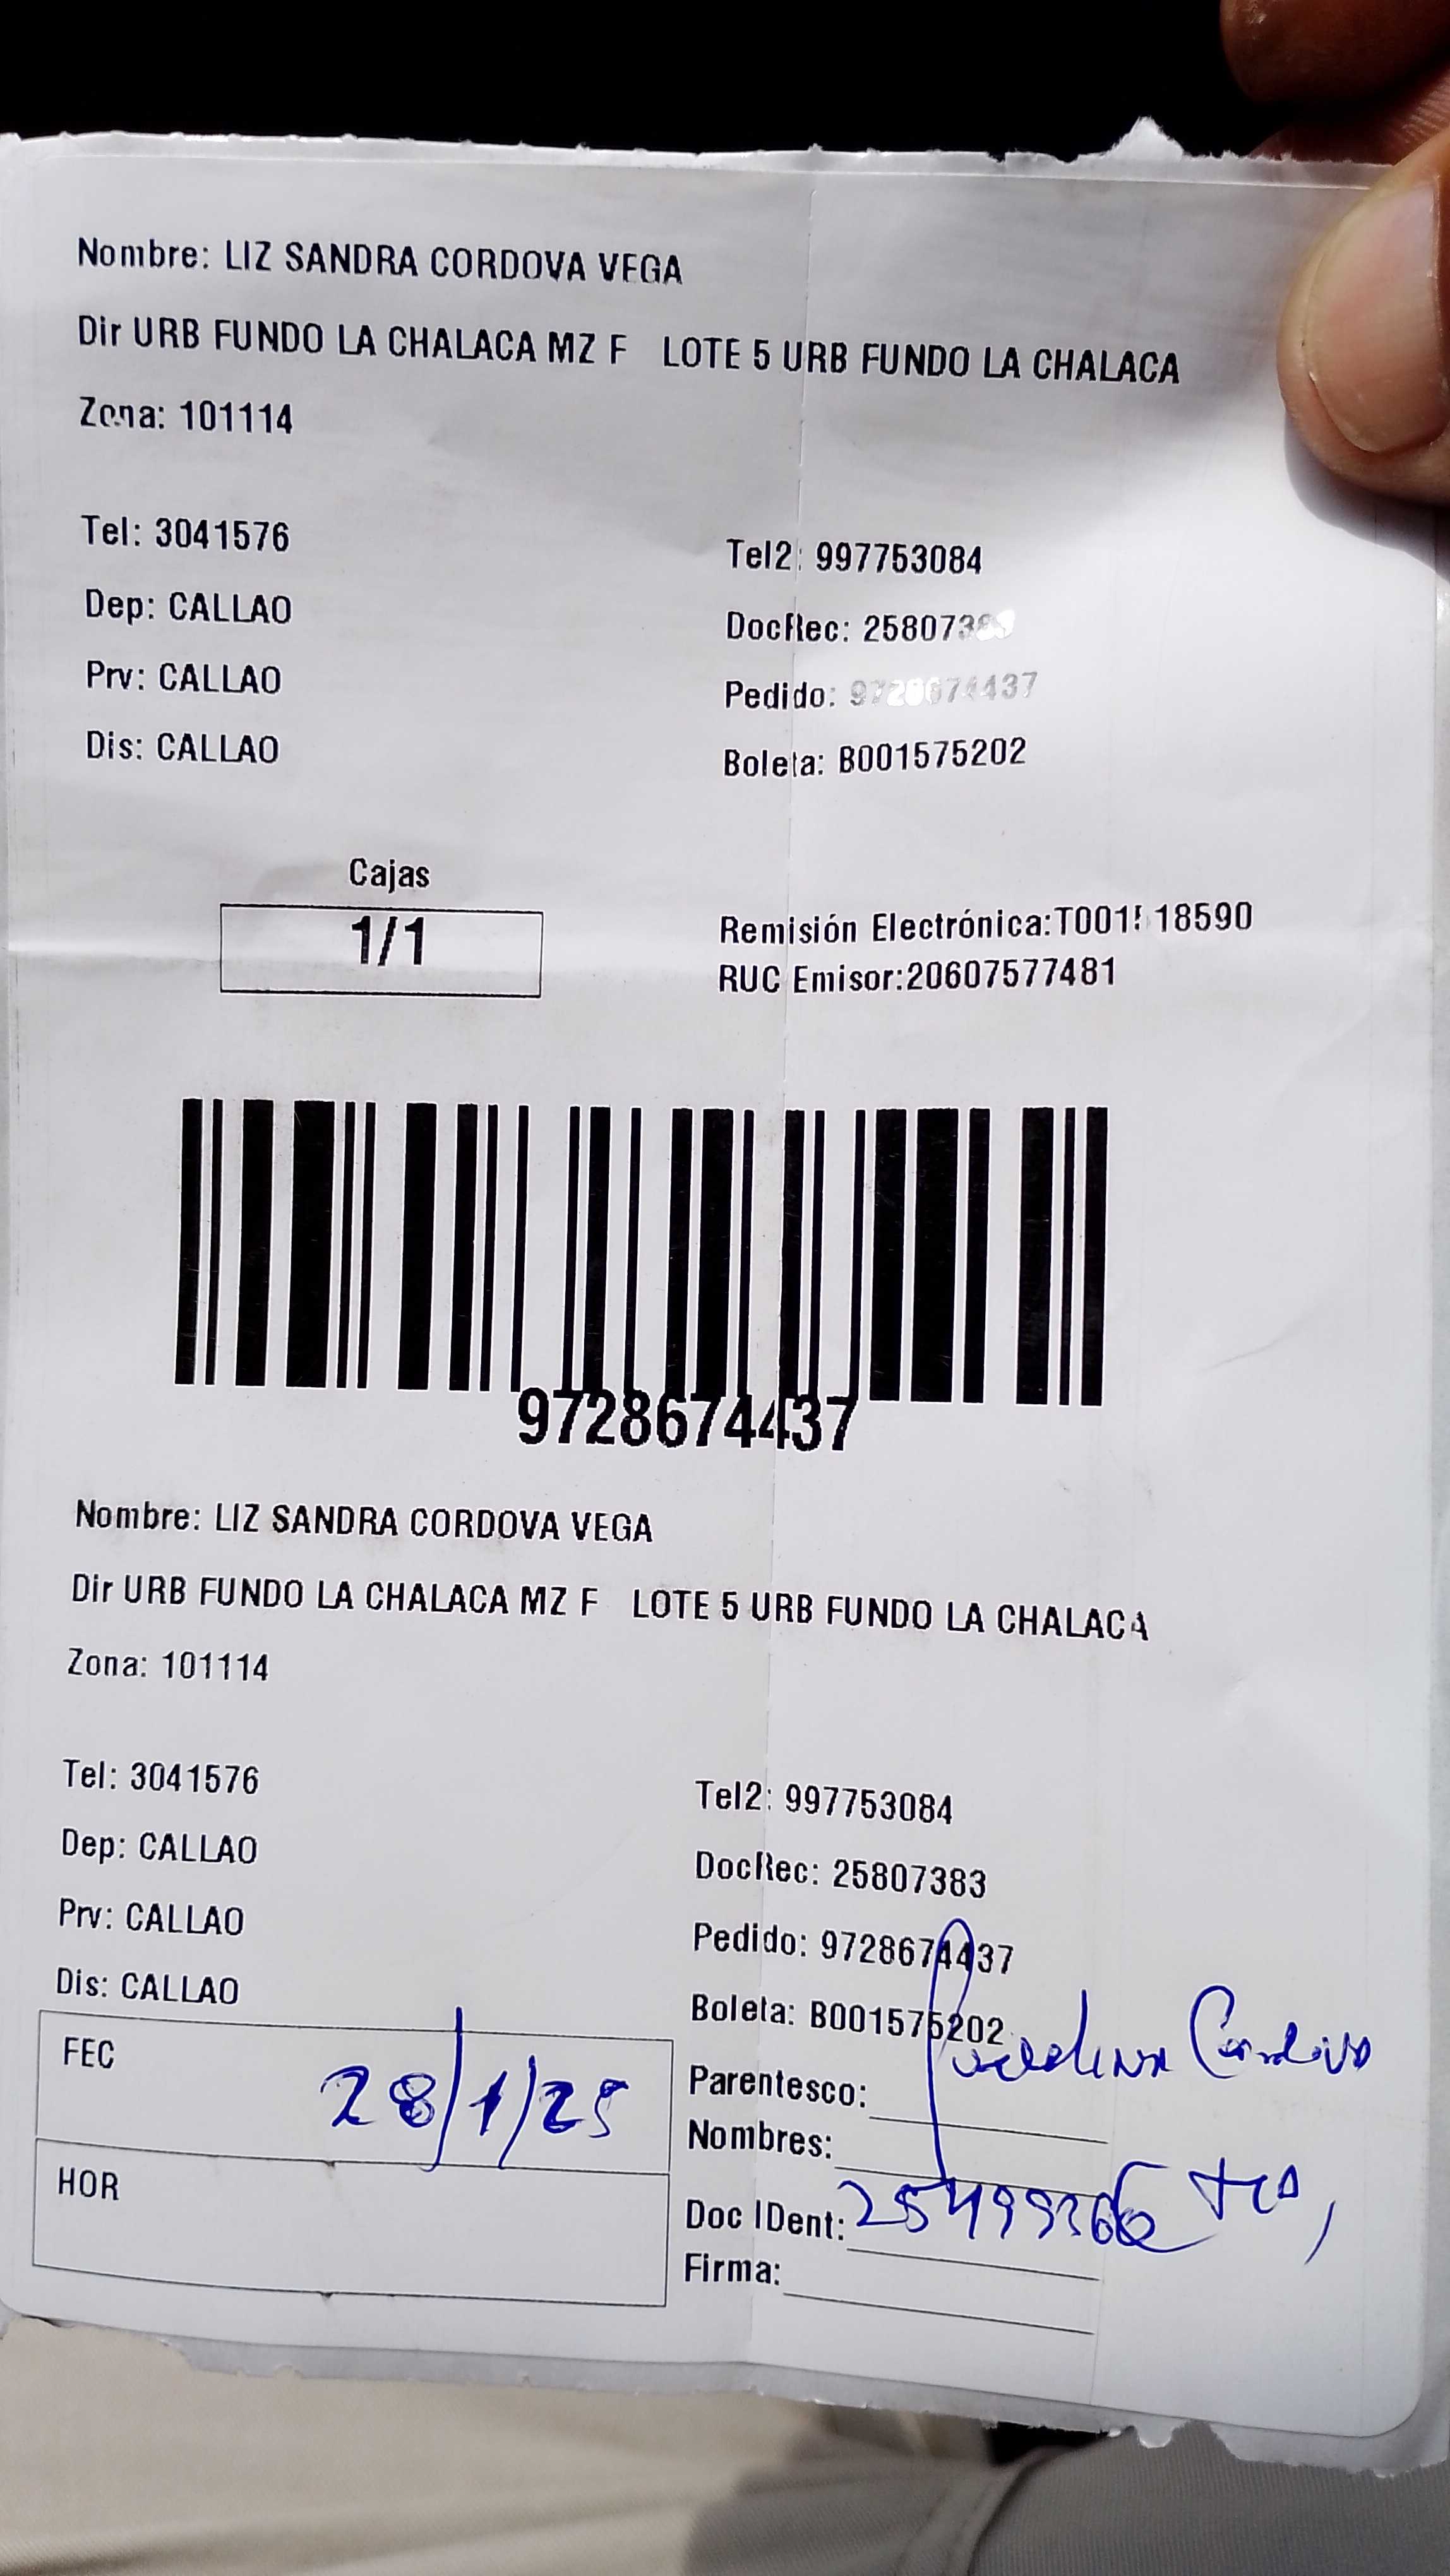 Nombre: LIZ SANDRA CORDOVA VEGA
Dir URB FUNDO LA CHALACA MZ F LOTE 5 URB FUNDO LA CHALACA
Zona: 101114
Tel: 3041576 Tel2: 997753084
Dep: CALLAO DocRec: 25807383
Prv: CALLAO Pedido: 9728674437
Dis: CALLAO Boleta: B001575202
Cajas
1/1
Remisión Electrónica:
RUC Emisor:20607577481
9728674437
Nombre: LIZ SANDRA CORDOVA VEGA
Dir URB FUNDO LA CHALACA MZ F LOTE 5 URB FUNDO LA CHALACA
Zona: 101114
Tel: 3041576 Tel2: 997753084
Dep: CALLAO DocRec: 25807383
Prv: CALLAO Pedido: 9728674437
Dis: CALLAO Boleta: B001575202
FEC 28/1/25
Parentesco:
Nombres:
HOR
Doc IDent:
Firma: